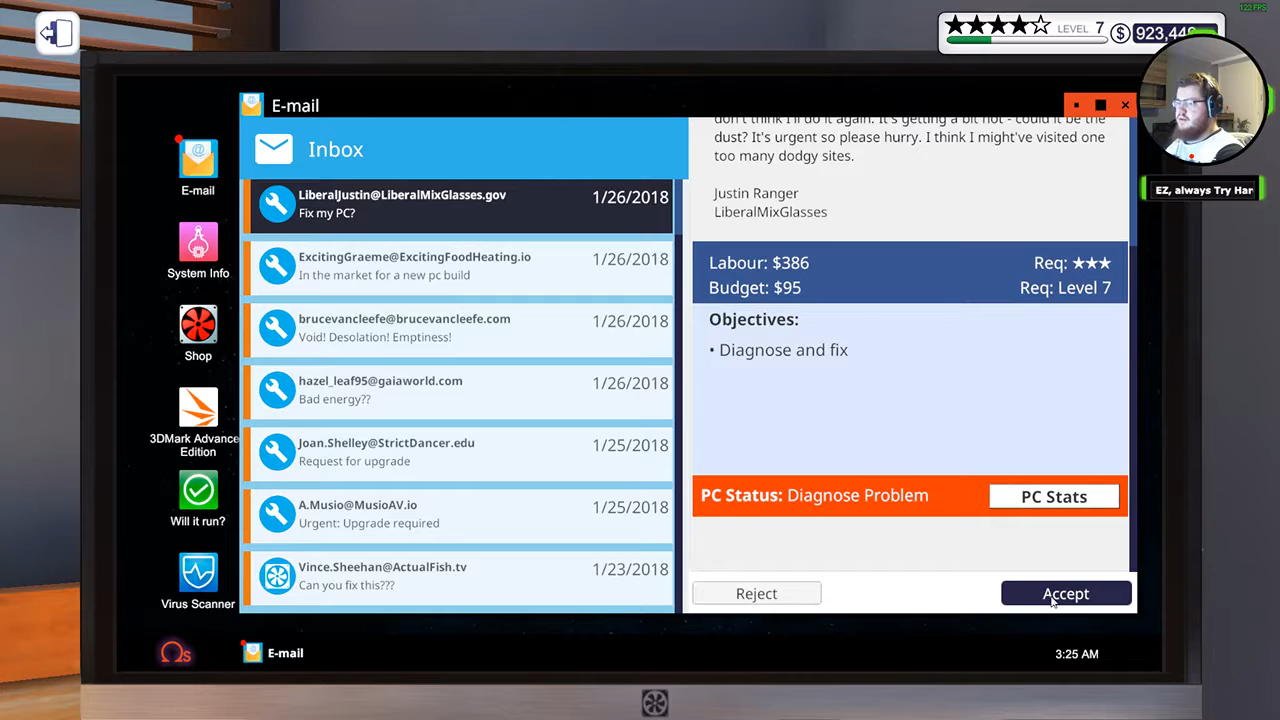 122 FPS
LEVEL 7
$ 923,449
E-mail
Inbox
don't think I'll do it again. It's getting a bit hot - could it be the
dust? It's urgent so please hurry. I think I might've visited one
too many dodgy sites.
Justin Ranger
LiberalMixGlasses
LiberalJustin@LiberalMixGlasses.gov 1/26/2018
Fix my PC?
ExcitingGraeme@ExcitingFoodHeating.io 1/26/2018
In the market for a new pc build
brucevancleefe@brucevancleefe.com 1/26/2018
Void! Desolation! Emptiness!
hazel_leaf95@gaiaworld.com 1/26/2018
Bad energy??
Joan.Shelley@StrictDancer.edu 1/25/2018
Request for upgrade
A.Musio@MusioAV.io 1/25/2018
Urgent: Upgrade required
Vince.Sheehan@ActualFish.tv 1/23/2018
Can you fix this???
Labour: $386 Req: ★★★
Budget: $95 Req: Level 7
Objectives:
• Diagnose and fix
PC Status: Diagnose Problem PC Stats
Reject Accept
E-mail
System Info
Shop
3DMark Advance
Edition
Will it run?
Virus Scanner
E-mail
3:25 AM
EZ, always Try Har